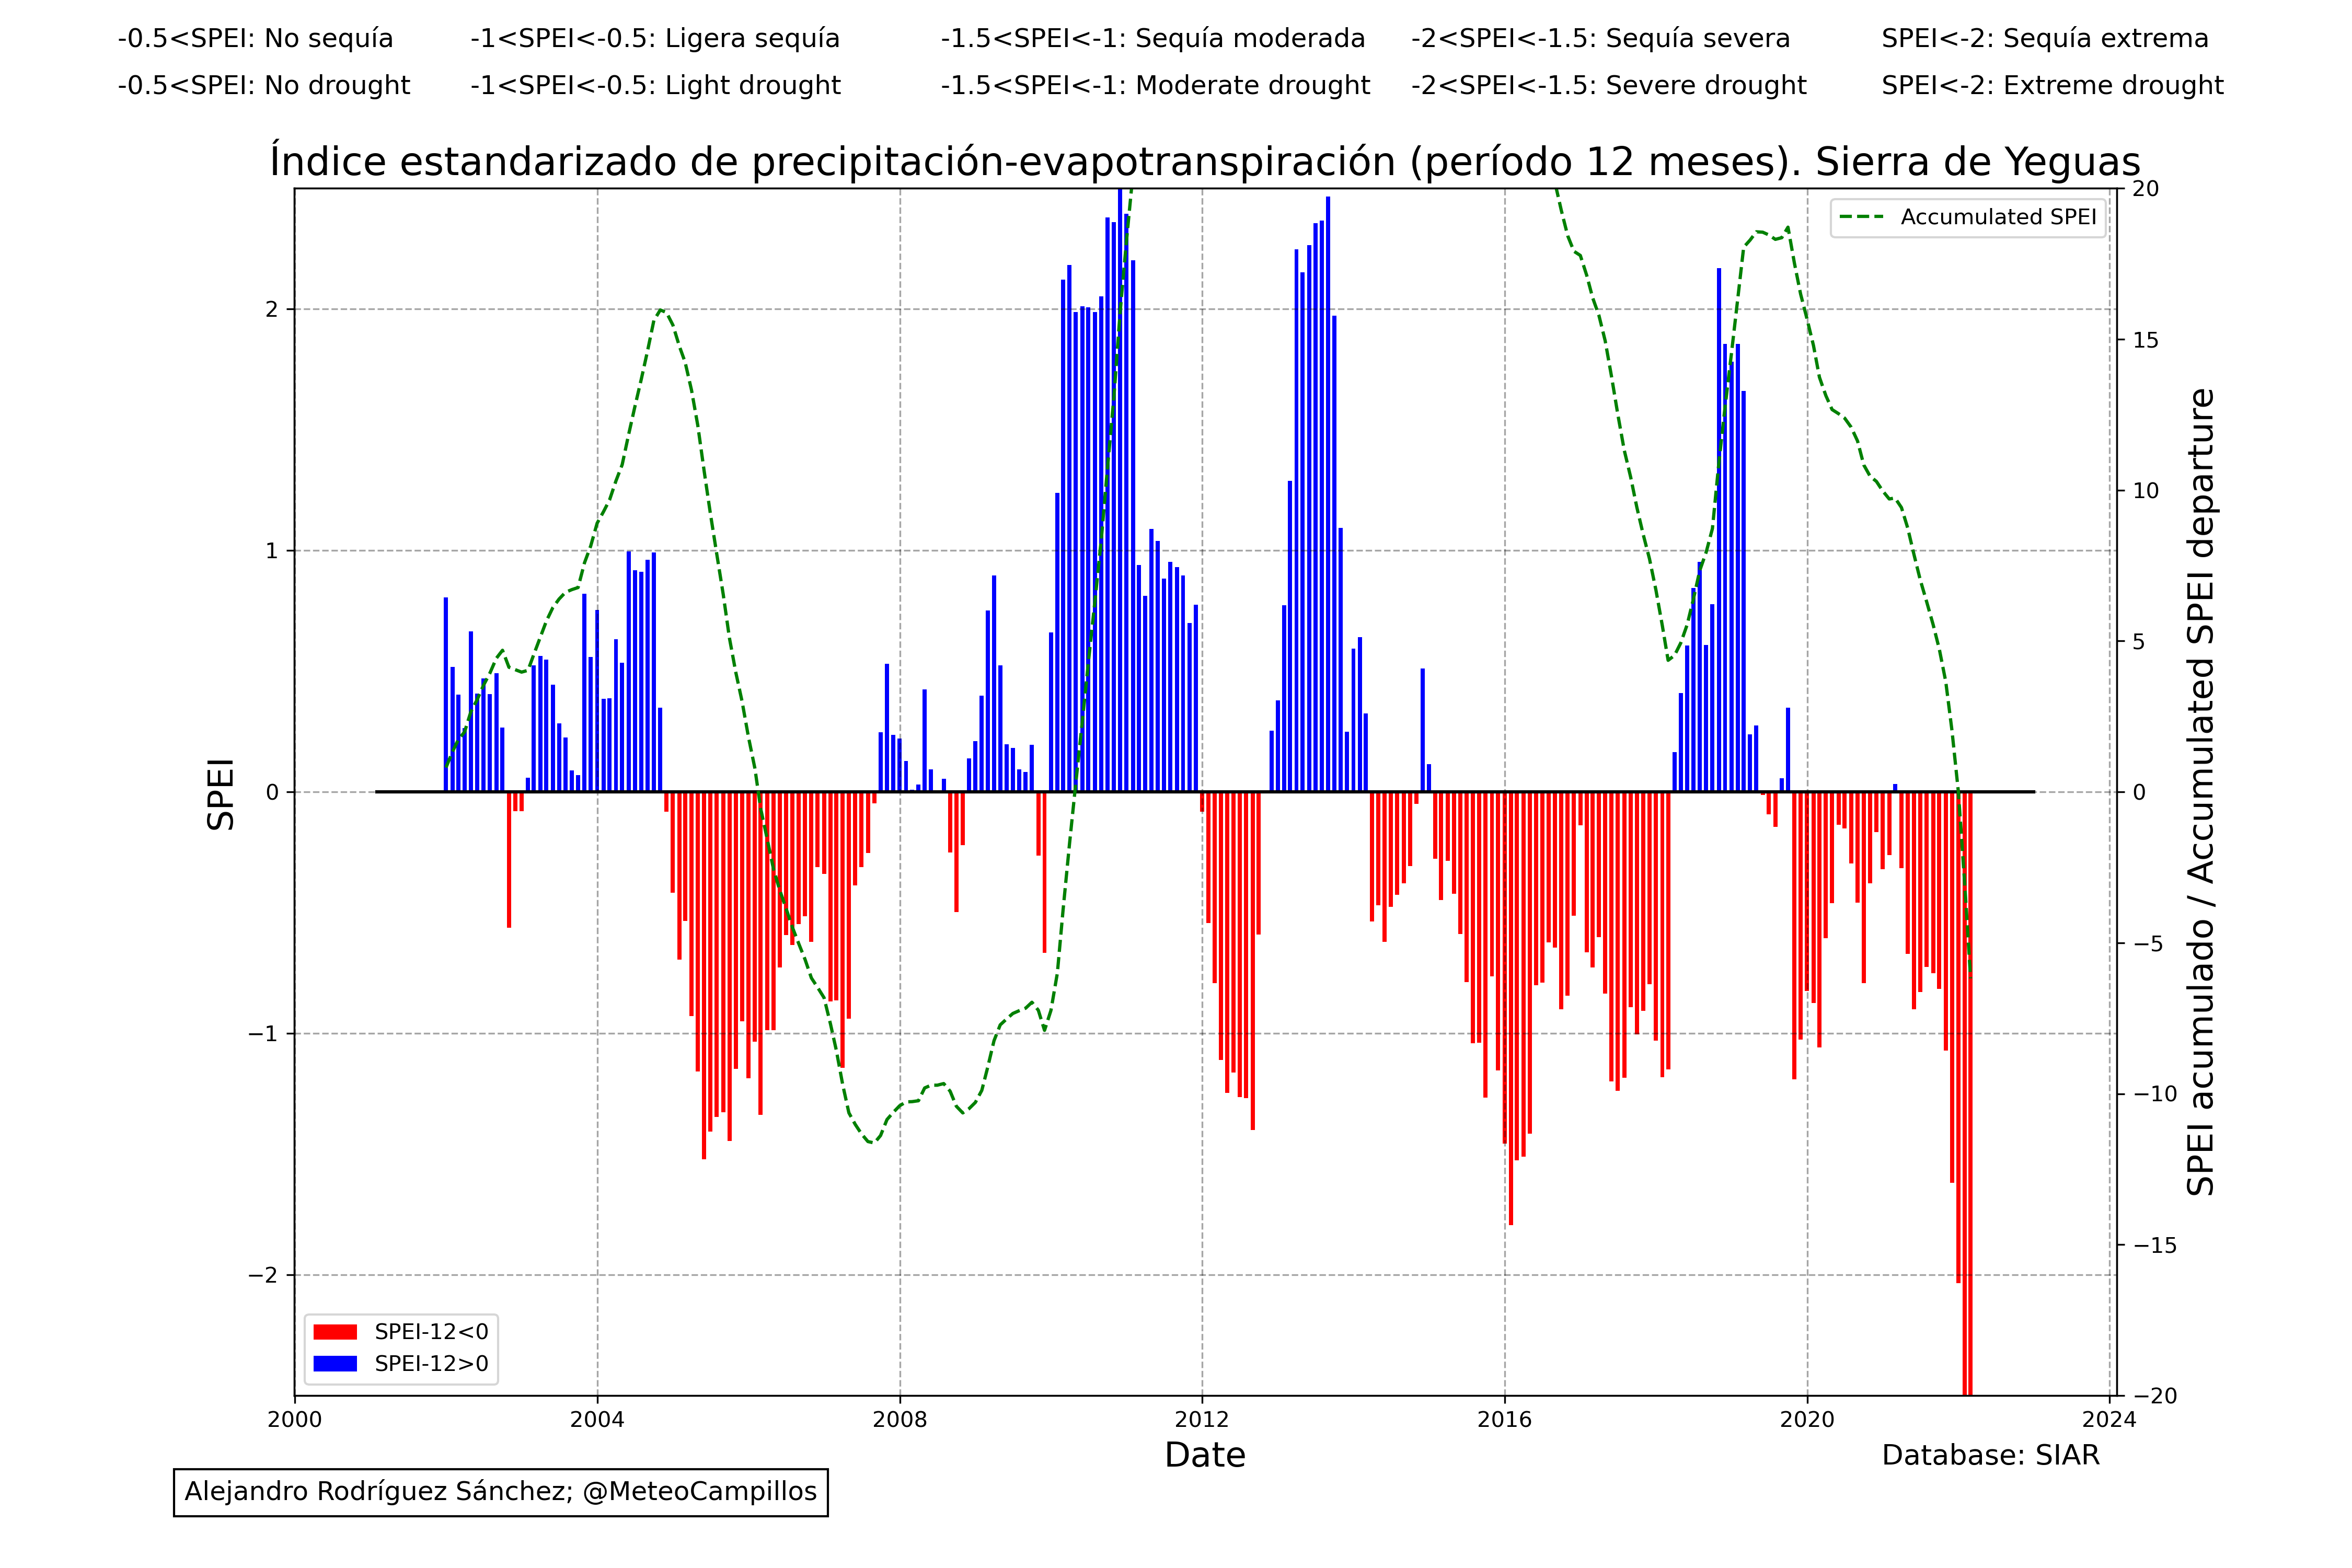 -0.5<SPEI: No sequía -1<SPEI<-0.5: Ligera sequía -1.5<SPEI<-1: Sequía moderada -2<SPEI<-1.5: Sequía severa SPEI<-2: Sequía extrema
-0.5<SPEI: No drought -1<SPEI<-0.5: Light drought -1.5<SPEI<-1: Moderate drought -2<SPEI<-1.5: Severe drought SPEI<-2: Extreme drought
Índice estandarizado de precipitación-evapotranspiración (período 12 meses). Sierra de Yeguas
Accumulated SPEI
SPEI
2
1
0
−1
−2
20
15
10
5
0
−5
−10
−15
−20
SPEI acumulado / Accumulated SPEI departure
SPEI-12<0
SPEI-12>0
2000 2004 2008 2012 2016 2020 2024
Date
Database: SIAR
Alejandro Rodríguez Sánchez; @MeteoCampillos